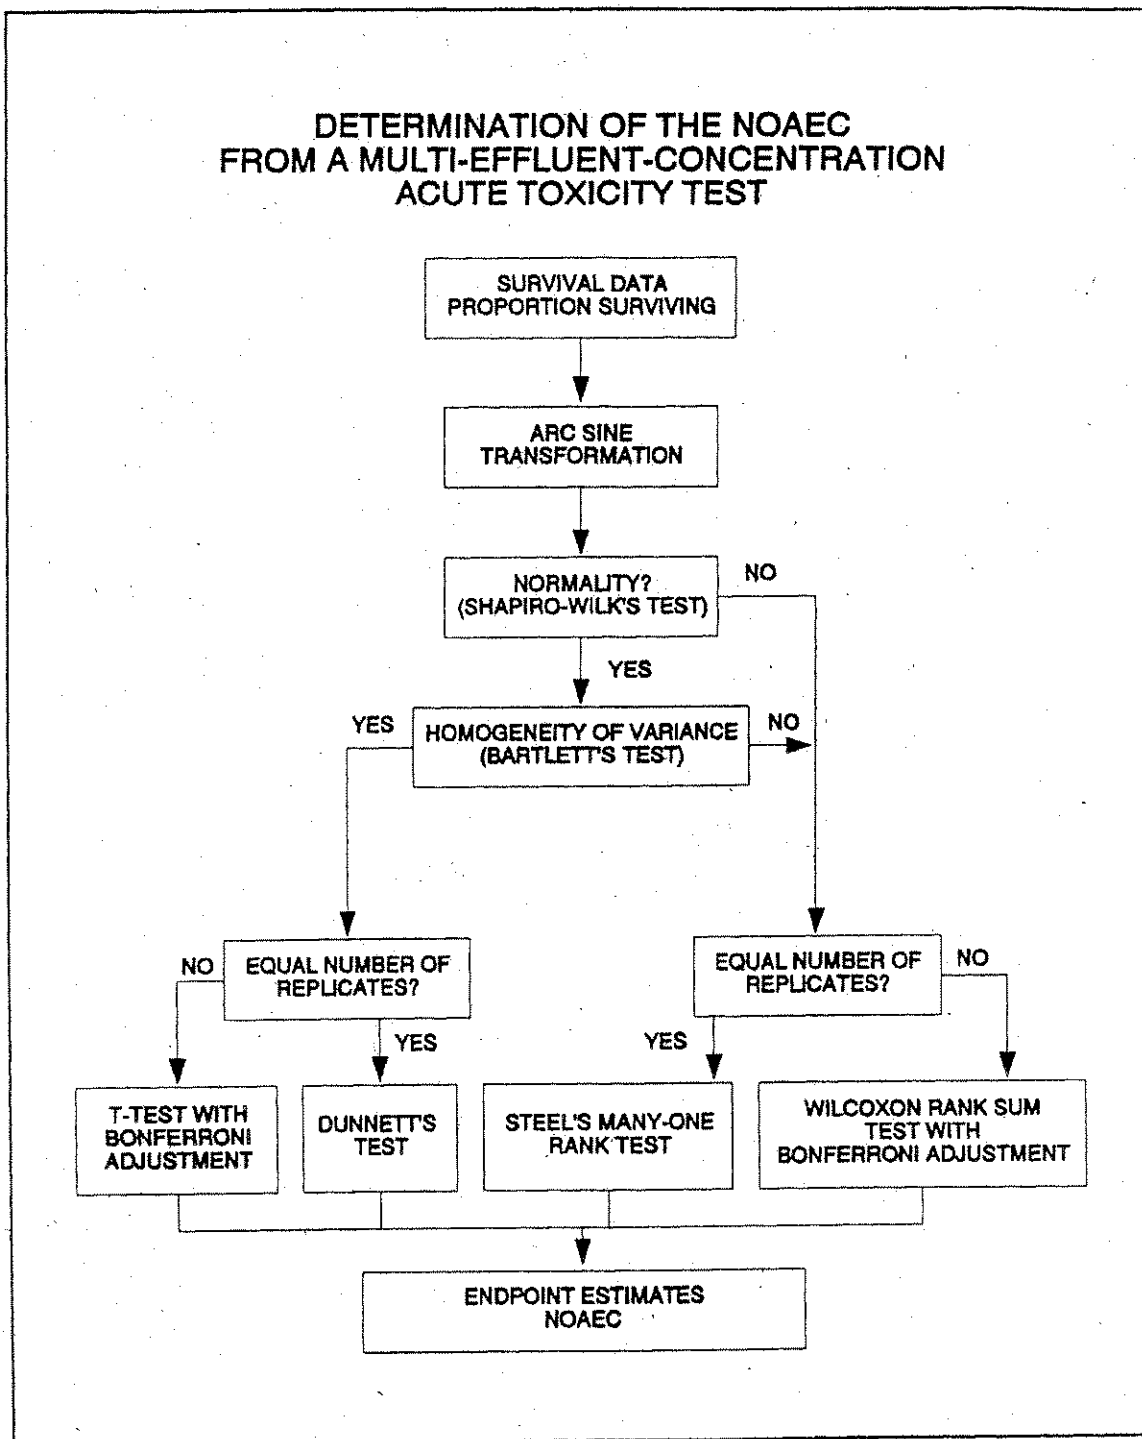 DETERMINATION OF THE NOAEC
FROM A MULTI-EFFLUENT-CONCENTRATION
ACUTE TOXICITY TEST
SURVIVAL DATA
PROPORTION SURVIVING
ARC SINE
TRANSFORMATION
NORMALITY?
(SHAPIRO-WILK'S TEST)
NO
YES
YES
HOMOGENEITY OF VARIANCE
(BARTLETT'S TEST)
NO
NO
EQUAL NUMBER OF
REPLICATES?
EQUAL NUMBER OF
REPLICATES?
NO
YES
YES
T-TEST WITH
BONFERRONI
ADJUSTMENT
DUNNETT'S
TEST
STEEL'S MANY-ONE
RANK TEST
WILCOXON RANK SUM
TEST WITH
BONFERRONI ADJUSTMENT
ENDPOINT ESTIMATES
NOAEC